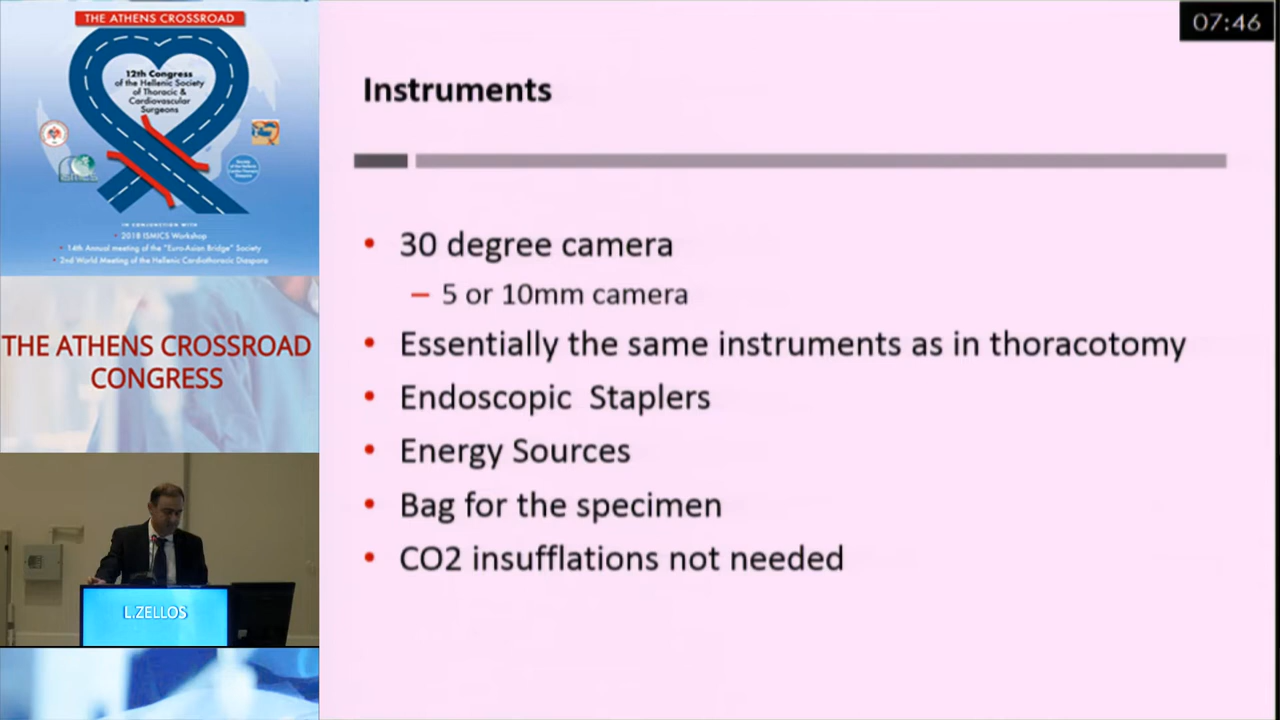 THE ATHENS CROSSROAD
12th Congress
of the Hellenic Society
of Thoracic &
Cardiovascular
Surgeons
IN CONJUNCTION WITH
• 2018 ISMICS Workshop
• 14th Annual meeting of the "Euro-Asian Bridge" Society
• 2nd World Meeting of the Hellenic Cardiothoracic Diaspora
THE ATHENS CROSSROAD
CONGRESS
L.ZELLOS
07:46
Instruments
• 30 degree camera
– 5 or 10mm camera
• Essentially the same instruments as in thoracotomy
• Endoscopic  Staplers
• Energy Sources
• Bag for the specimen
• CO2 insufflations not needed